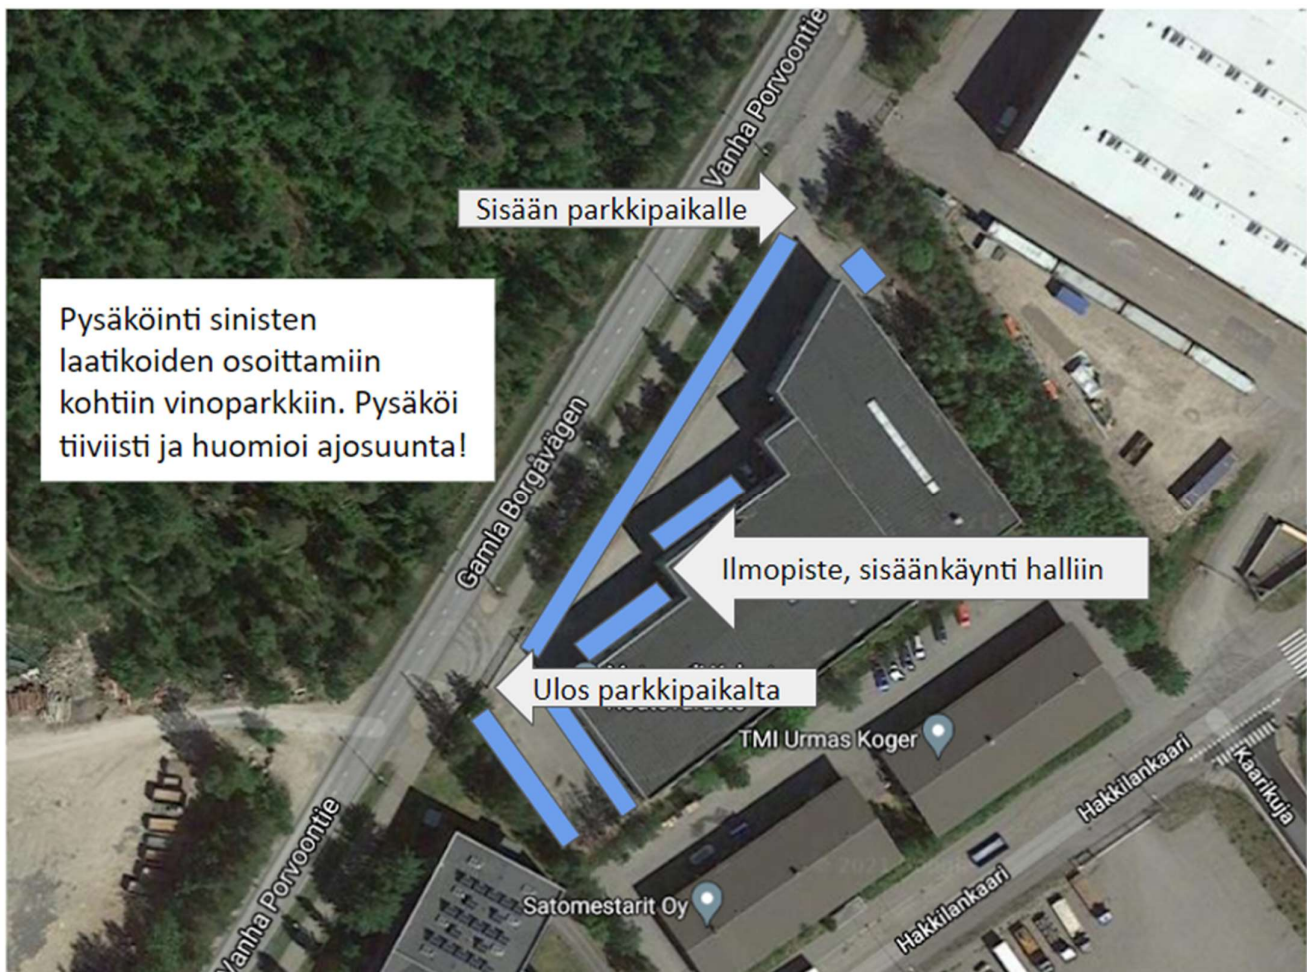 Vanha Porvoontie
Sisään parkkipaikalle
Pysäköinti sinisten
laatikoiden osoittamiin
kohtiin vinoparkkiin. Pysäköi
tiiviisti ja huomioi ajosuunta!
Gamla Borgåvägen
Ilmopiste, sisäänkäynti halliin
Ulos parkkipaikalta
TMI Urmas Koger
Hakkilankaari
Kaarikuja
Vanha Porvoontie
Satomestarit Oy
Hakkilankaari